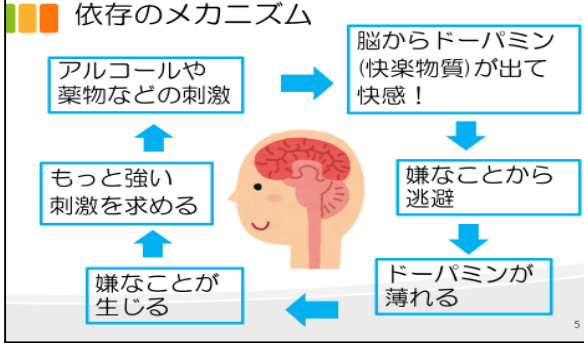 依存のメカニズム
アルコールや
薬物などの刺激
脳からドーパミン
(快楽物質)が出て
快感！
嫌なことから
逃避
ドーパミンが
薄れる
嫌なことが
生じる
もっと強い
刺激を求める
5